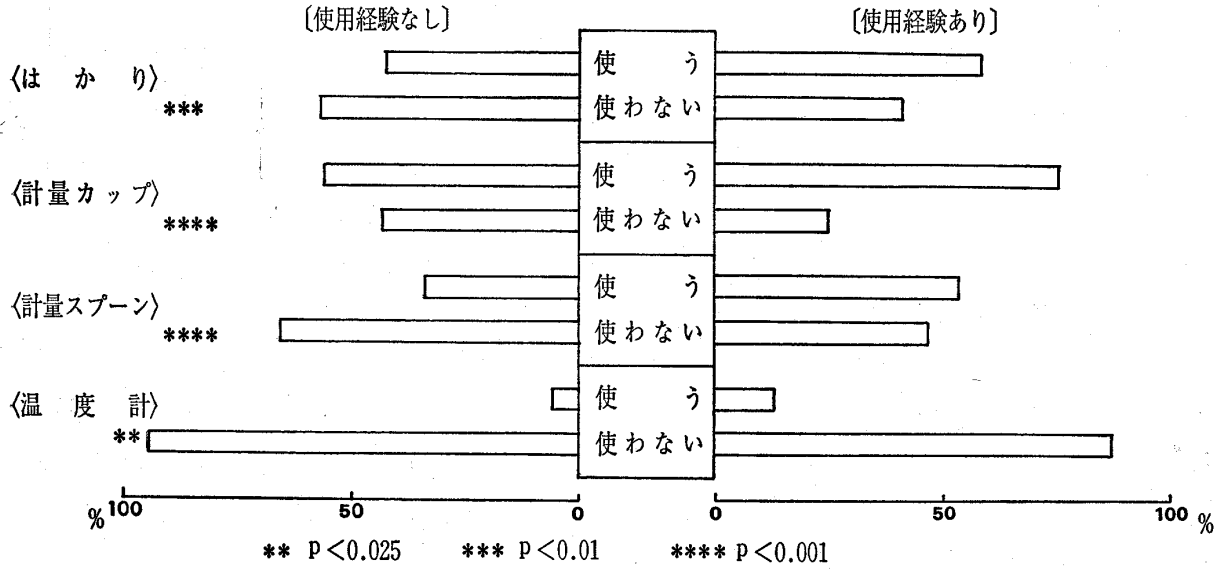 〔使用経験なし〕 〔使用経験あり〕
〈は か り〉 使 う
*** 使わない
〈計量カップ〉 使 う
**** 使わない
〈計量スプーン〉 使 う
**** 使わない
〈温 度 計〉 使 う
** 使わない
% 100 50 0 0 50 100 %
** p<0.025 *** p<0.01 **** p<0.001